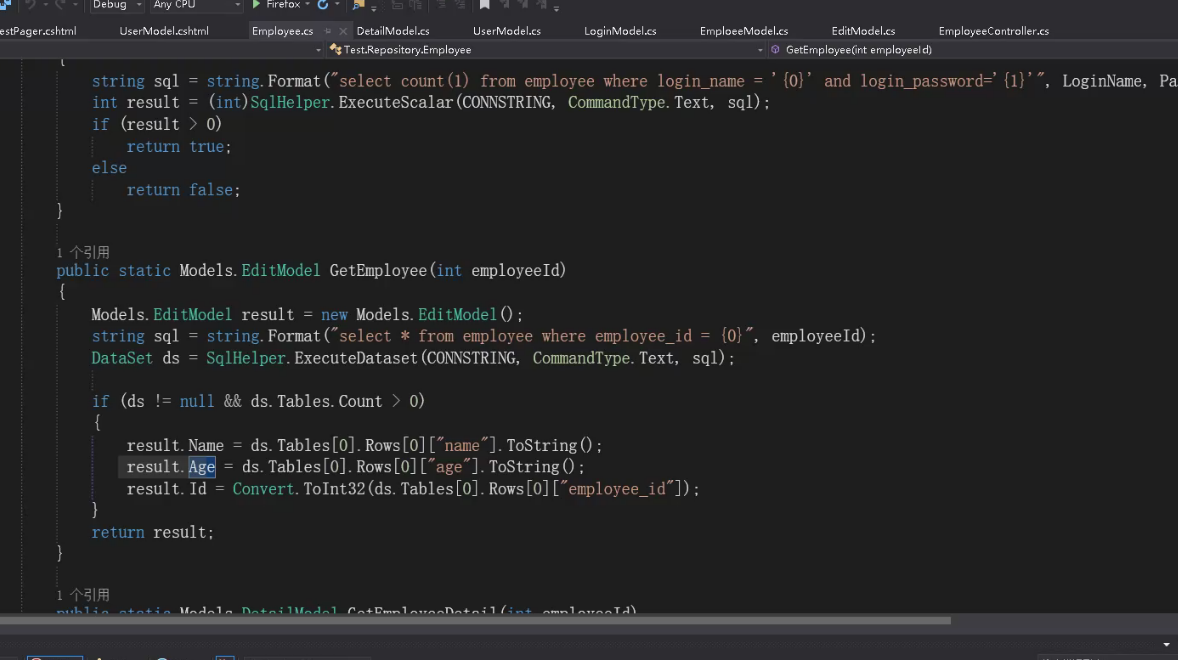 Debug Any CPU Firefox
estPager.cshtml UserModel.cshtml Employee.cs DetailModel.cs UserModel.cs LoginModel.cs EmploeeModel.cs EditModel.cs EmployeeController.cs
Test.Repository.Employee GetEmployee(int employeeId)
{
string sql = string.Format("select count(1) from employee where login_name = '{0}' and login_password='{1}'", LoginName, Pa
int result = (int)SqlHelper.ExecuteScalar(CONNSTRING, CommandType.Text, sql);
if (result > 0)
return true;
else
return false;
}
1 个引用
public static Models.EditModel GetEmployee(int employeeId)
{
Models.EditModel result = new Models.EditModel();
string sql = string.Format("select * from employee where employee_id = {0}", employeeId);
DataSet ds = SqlHelper.ExecuteDataset(CONNSTRING, CommandType.Text, sql);
if (ds != null && ds.Tables.Count > 0)
{
result.Name = ds.Tables[0].Rows[0]["name"].ToString();
result.Age = ds.Tables[0].Rows[0]["age"].ToString();
result.Id = Convert.ToInt32(ds.Tables[0].Rows[0]["employee_id"]);
}
return result;
}
1 个引用
public static Models.DetailModel GetEmployeeDetail(int employeeId)